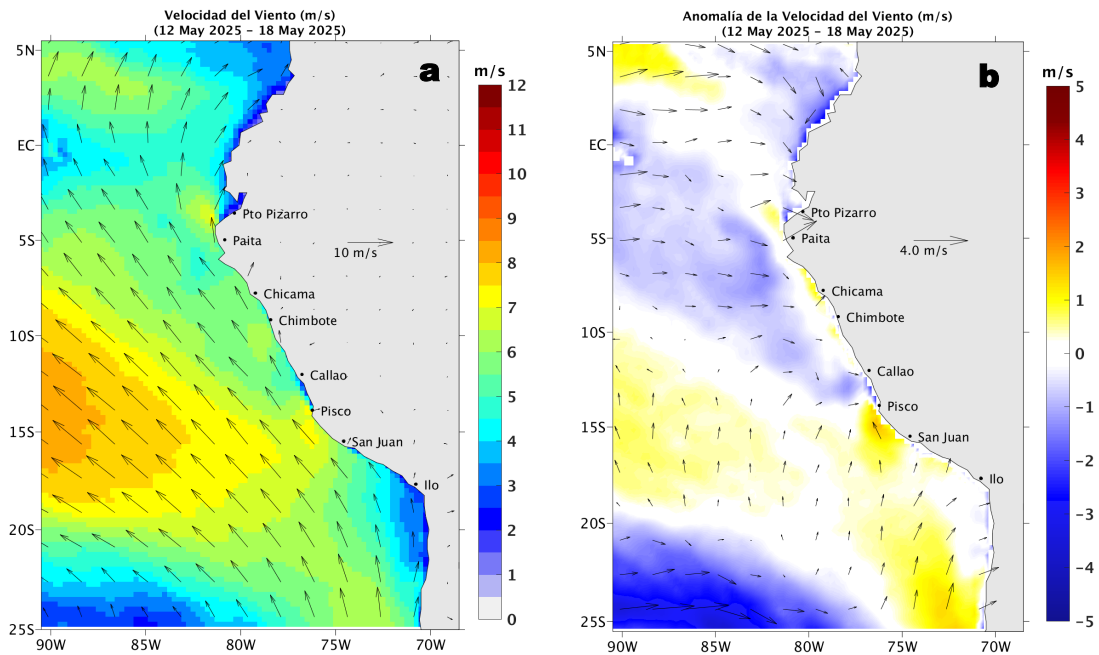 Velocidad del Viento (m/s)
(12 May 2025 – 18 May 2025)
5N
EC
5S
10S
15S
20S
25S
90W
85W
80W
75W
70W
a
Pto Pizarro
Paita
10 m/s
Chicama
Chimbote
Callao
Pisco
San Juan
Ilo
m/s
12
11
10
9
8
7
6
5
4
3
2
1
0
Anomalía de la Velocidad del Viento (m/s)
(12 May 2025 – 18 May 2025)
5N
EC
5S
10S
15S
20S
25S
90W
85W
80W
75W
70W
b
Pto Pizarro
Paita
4.0 m/s
Chicama
Chimbote
Callao
Pisco
San Juan
Ilo
m/s
5
4
3
2
1
0
−1
−2
−3
−4
−5